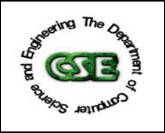 The Department of Computer Science and Engineering
CSE